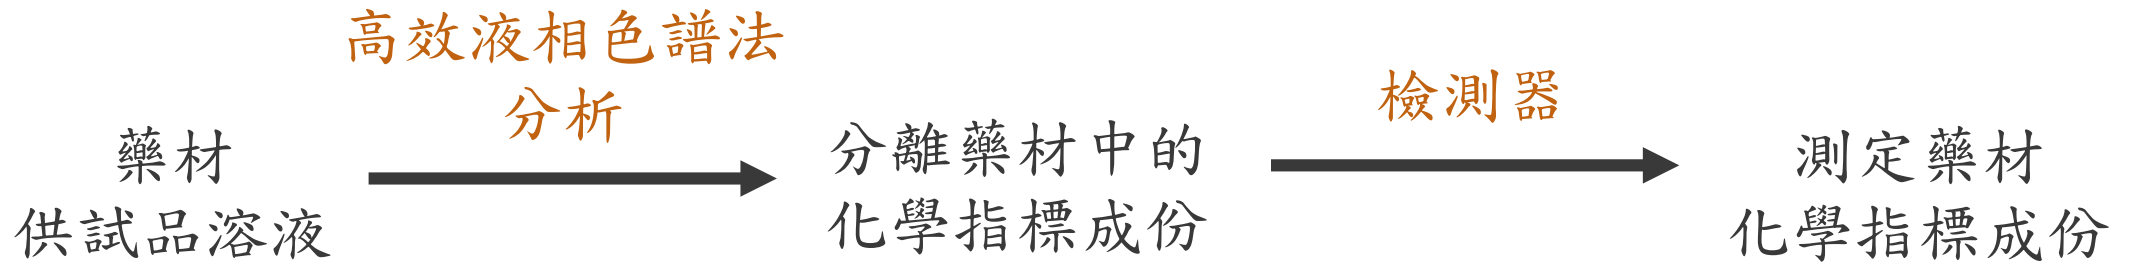 藥材
供試品溶液
高效液相色譜法
分析
分離藥材中的
化學指標成份
檢測器
測定藥材
化學指標成份